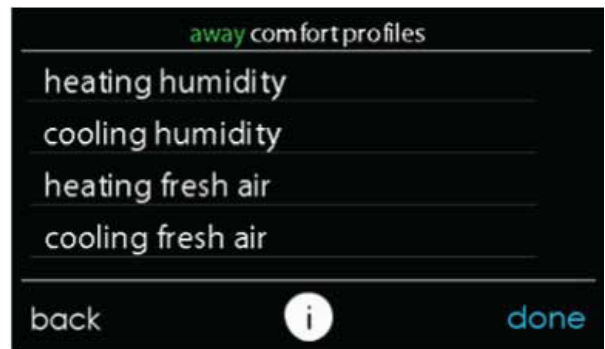 away comfort profiles
heating humidity
cooling humidity
heating fresh air
cooling fresh air
back i done